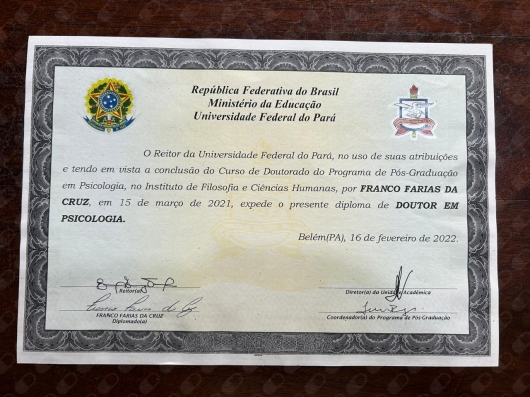 República Federativa do Brasil
Ministério da Educação
Universidade Federal do Pará
O Reitor da Universidade Federal do Pará, no uso de suas atribuições
e tendo em vista a conclusão do Curso de Doutorado do Programa de Pós-Graduação
em Psicologia, no Instituto de Filosofia e Ciências Humanas, por FRANCO FARIAS DA
CRUZ, em 15 de março de 2021, expede o presente diploma de DOUTOR EM
PSICOLOGIA.
Belém(PA), 16 de fevereiro de 2022.
Reitor(a)
Diretor(a) da Unidade Acadêmica
FRANCO FARIAS DA CRUZ
Diplomado(a)
Coordenador(a) do Programa de Pós-Graduação